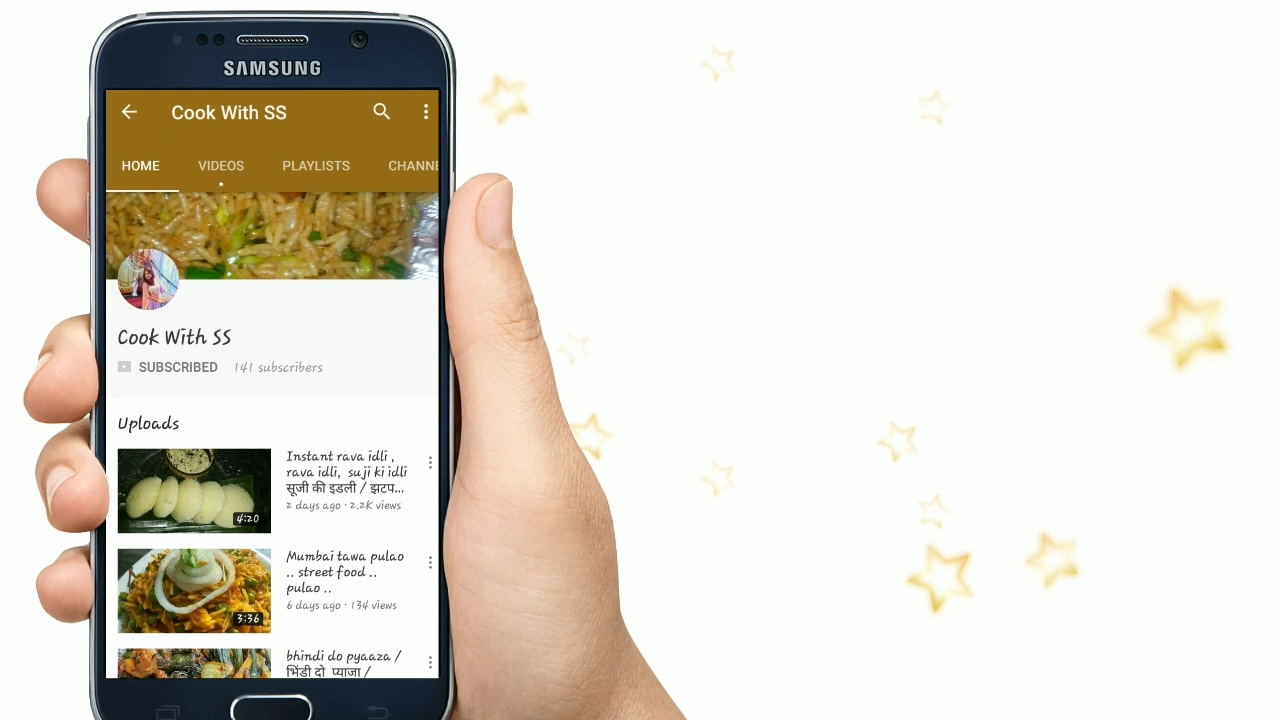 SAMSUNG
Cook With SS
HOME VIDEOS PLAYLISTS CHANNE
Cook With SS
SUBSCRIBED 141 subscribers
Uploads
Instant rava idli ,
rava idli, suji ki idli
सूजी की इडली / झटप...
2 days ago · 2.2K views
4:20
Mumbai tawa pulao
.. street food ..
pulao ..
6 days ago · 134 views
3:36
bhindi do pyaaza /
भिंडी दो प्याजा /